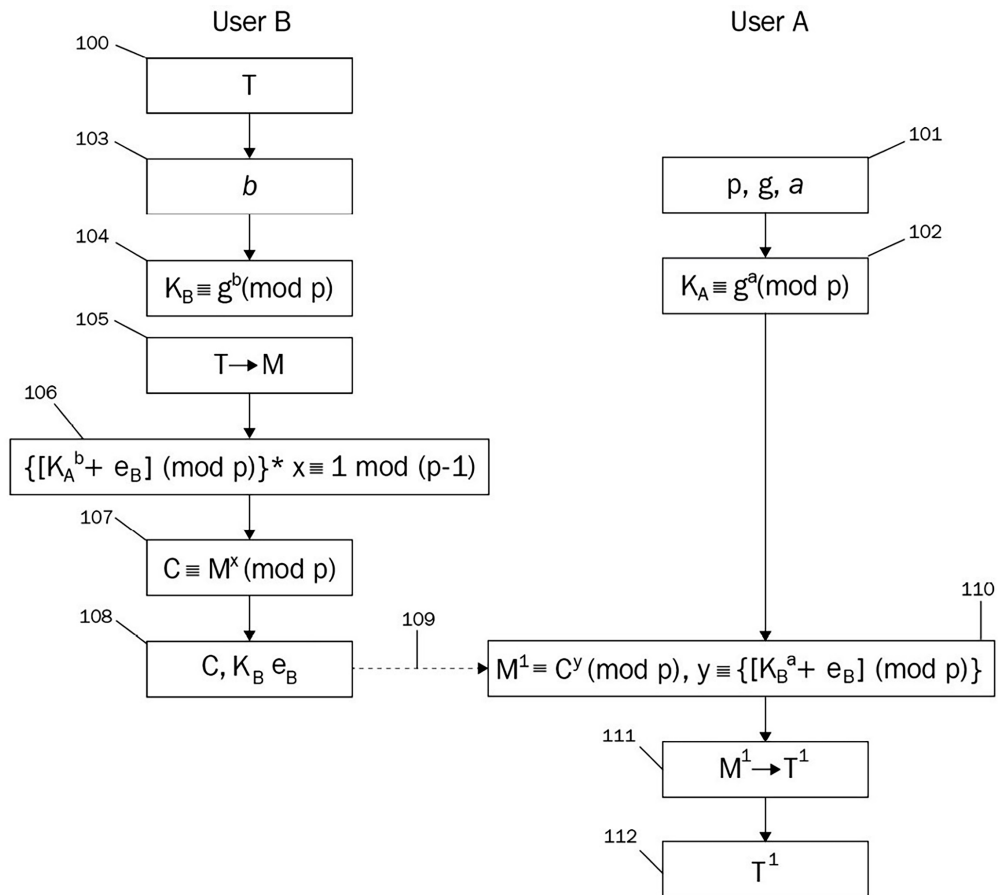 User B
User A
100
T
103
b
101
p, g, a
104
K_B ≡ g^b (mod p)
102
K_A ≡ g^a (mod p)
105
T→M
106
{[K_A^b + e_B] (mod p)}* x ≡ 1 mod (p-1)
107
C ≡ M^x (mod p)
108
C, K_B e_B
109
110
M^1 ≡ C^y (mod p), y ≡ {[K_B^a + e_B] (mod p)}
111
M^1→T^1
112
T^1